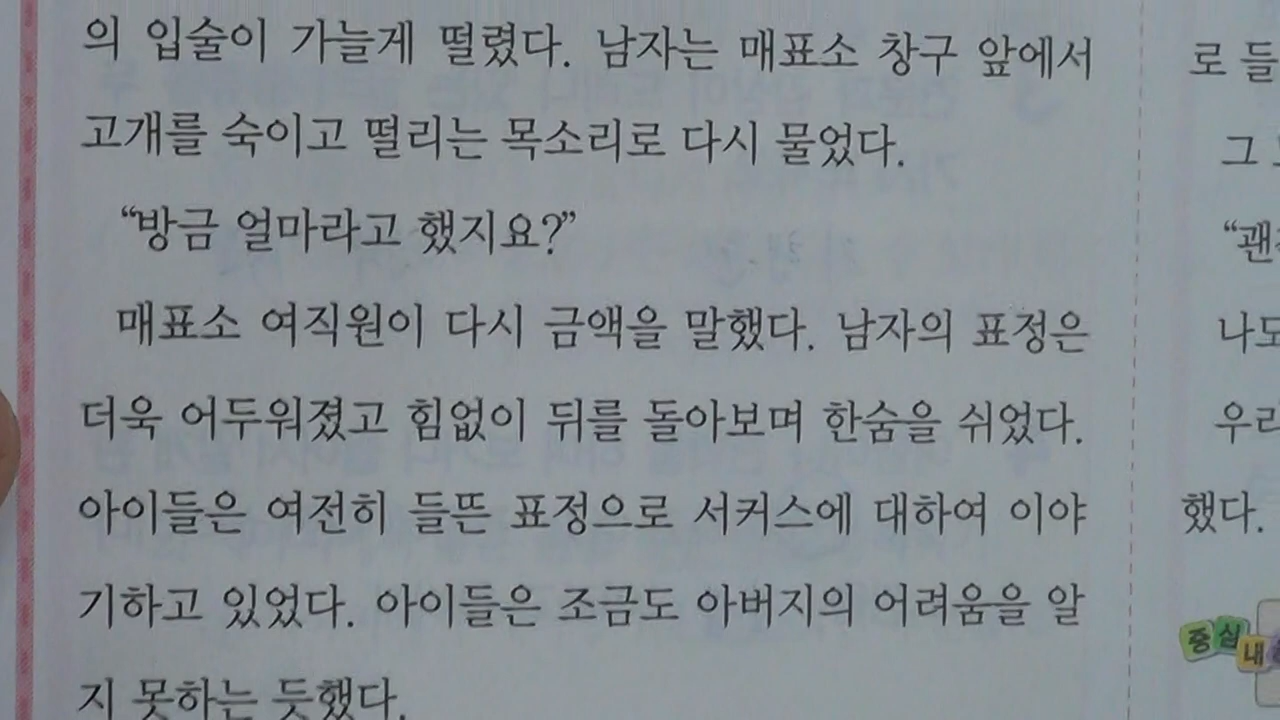 의 입술이 가늘게 떨렸다. 남자는 매표소 창구 앞에서
고개를 숙이고 떨리는 목소리로 다시 물었다.
“방금 얼마라고 했지요?”
매표소 여직원이 다시 금액을 말했다. 남자의 표정은
더욱 어두워졌고 힘없이 뒤를 돌아보며 한숨을 쉬었다.
아이들은 여전히 들뜬 표정으로 서커스에 대하여 이야
기하고 있었다. 아이들은 조금도 아버지의 어려움을 알
지 못하는 듯했다.
로 들
그
나도
우리
했다.
중심
내